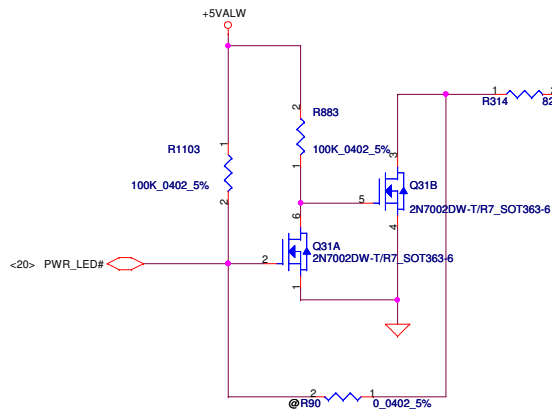 +5VALW
1 2
R314 82
2
R883
1
R1103
100K_0402_5%
1
3
100K_0402_5%
Q31B
2
5
2N7002DW-T/R7_SOT363-6
6
4
Q31A
2N7002DW-T/R7_SOT363-6
<20> PWR_LED#
2
1
2 1
@R90 0_0402_5%